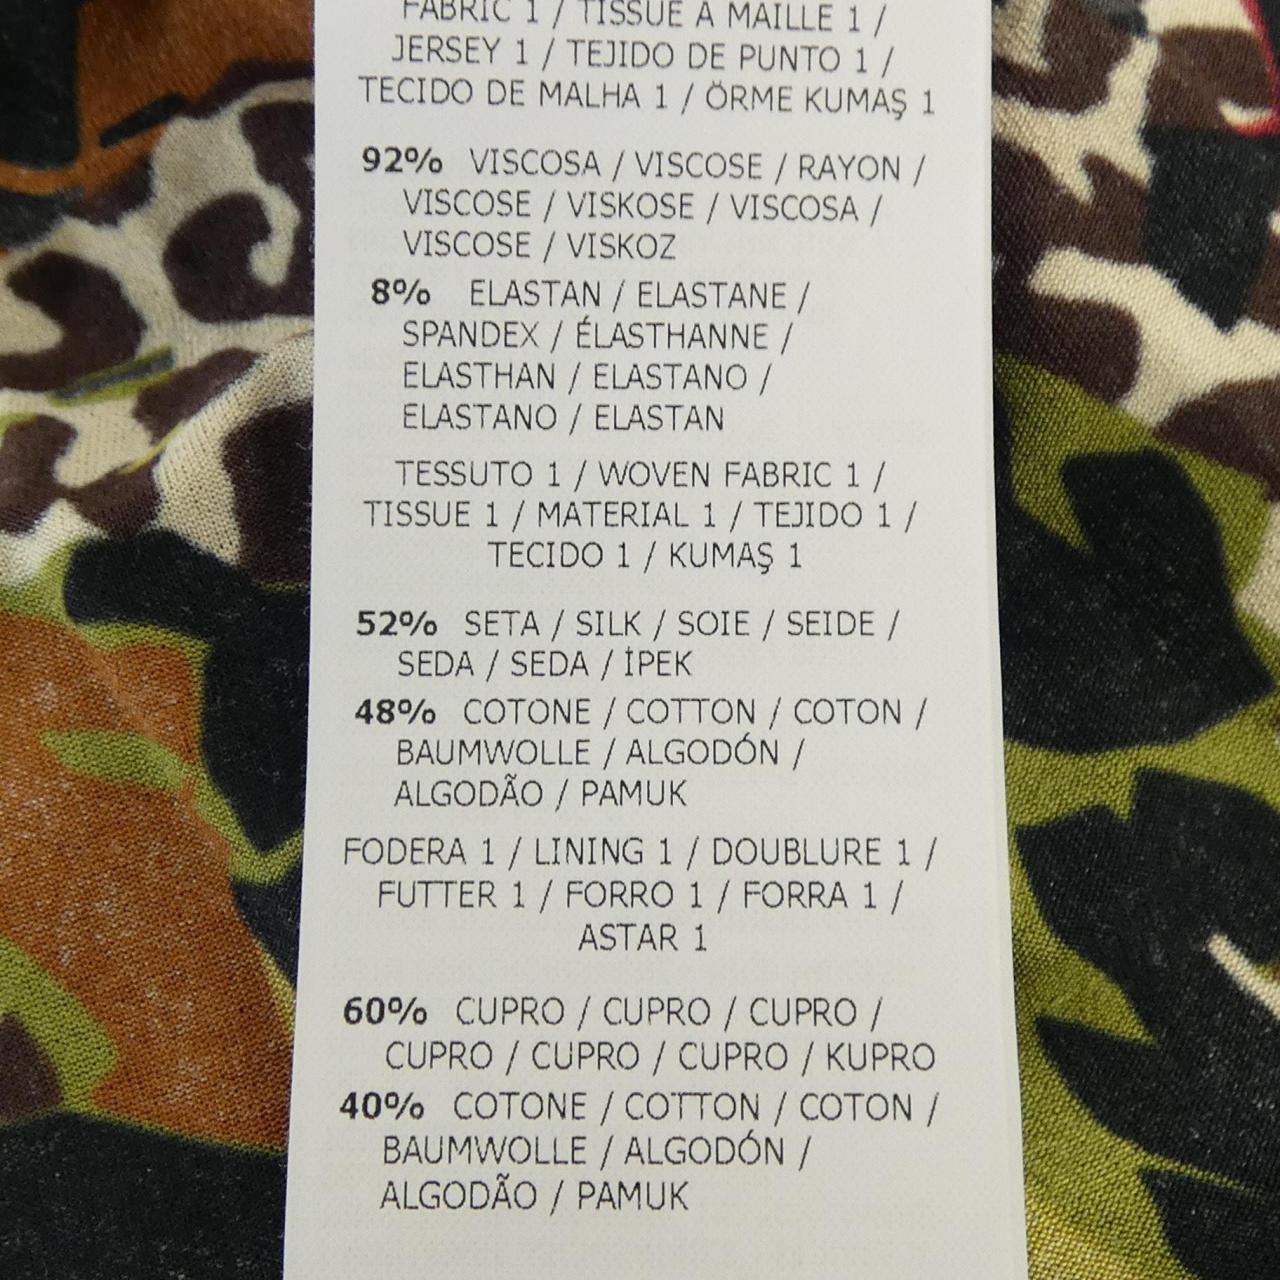 FABRIC 1 / TISSUE À MAILLE 1 /
JERSEY 1 / TEJIDO DE PUNTO 1 /
TECIDO DE MALHA 1 / ÖRME KUMAŞ 1
92% VISCOSA / VISCOSE / RAYON /
VISCOSE / VISKOSE / VISCOSA /
VISCOSE / VISKOZ
8% ELASTAN / ELASTANE /
SPANDEX / ÉLASTHANNE /
ELASTHAN / ELASTANO /
ELASTANO / ELASTAN
TESSUTO 1 / WOVEN FABRIC 1 /
TISSUE 1 / MATERIAL 1 / TEJIDO 1 /
TECIDO 1 / KUMAŞ 1
52% SETA / SILK / SOIE / SEIDE /
SEDA / SEDA / İPEK
48% COTONE / COTTON / COTON /
BAUMWOLLE / ALGODÓN /
ALGODÃO / PAMUK
FODERA 1 / LINING 1 / DOUBLURE 1 /
FUTTER 1 / FORRO 1 / FORRA 1 /
ASTAR 1
60% CUPRO / CUPRO / CUPRO /
CUPRO / CUPRO / CUPRO / KUPRO
40% COTONE / COTTON / COTON /
BAUMWOLLE / ALGODÓN /
ALGODÃO / PAMUK